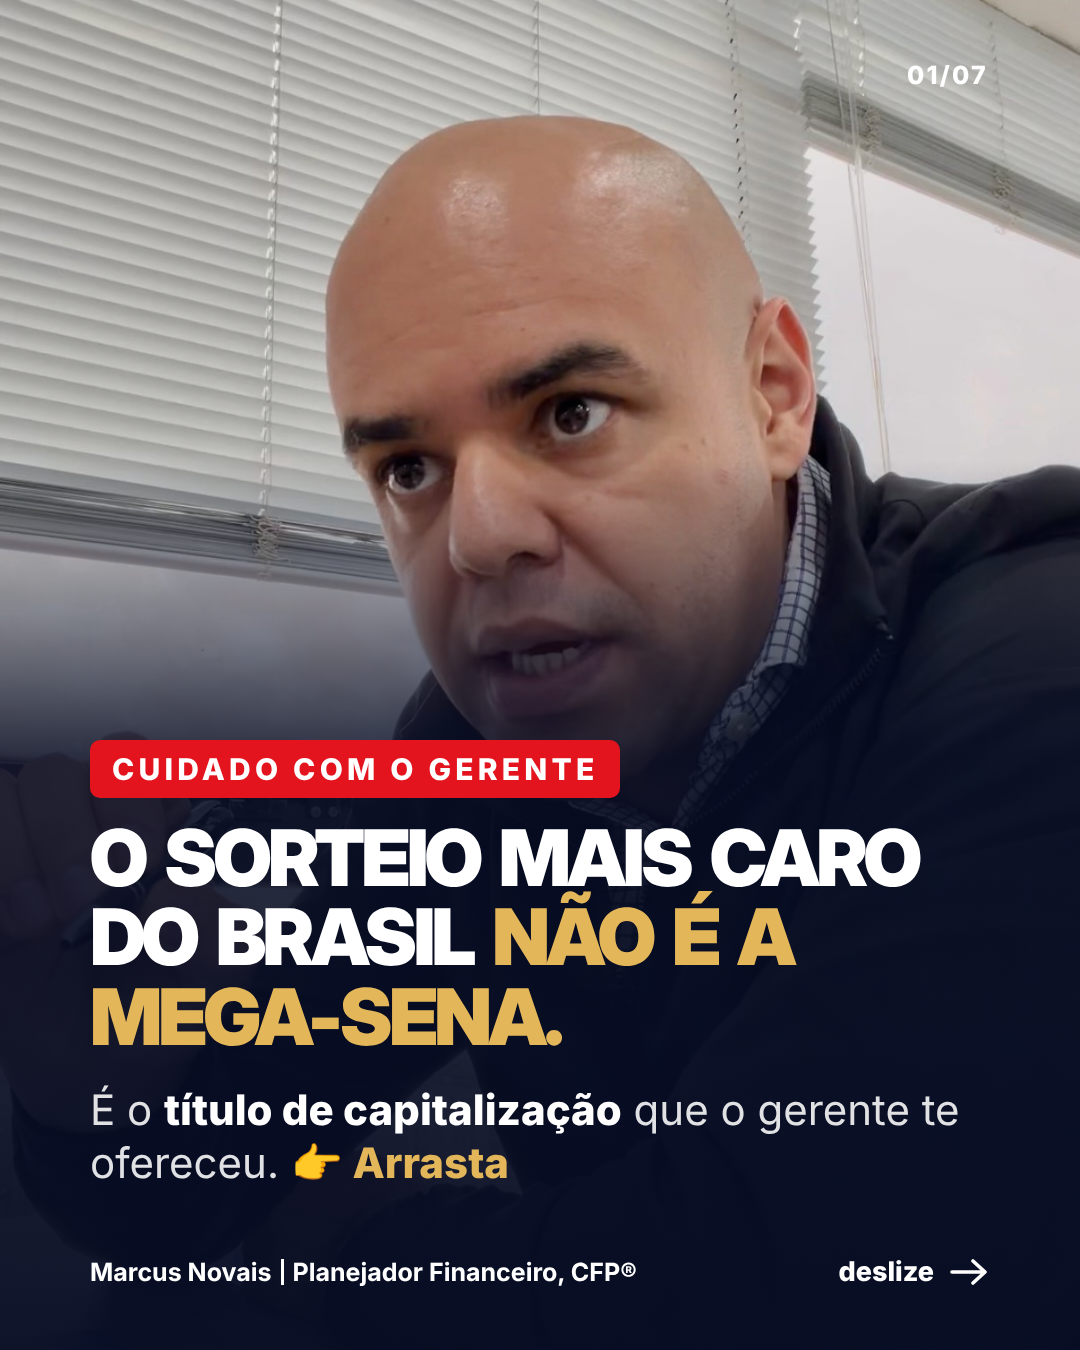 01/07
CUIDADO COM O GERENTE
O SORTEIO MAIS CARO
DO BRASIL NÃO É A
MEGA-SENA.
É o título de capitalização que o gerente te
ofereceu. 👉 Arrasta
Marcus Novais | Planejador Financeiro, CFP®
deslize →